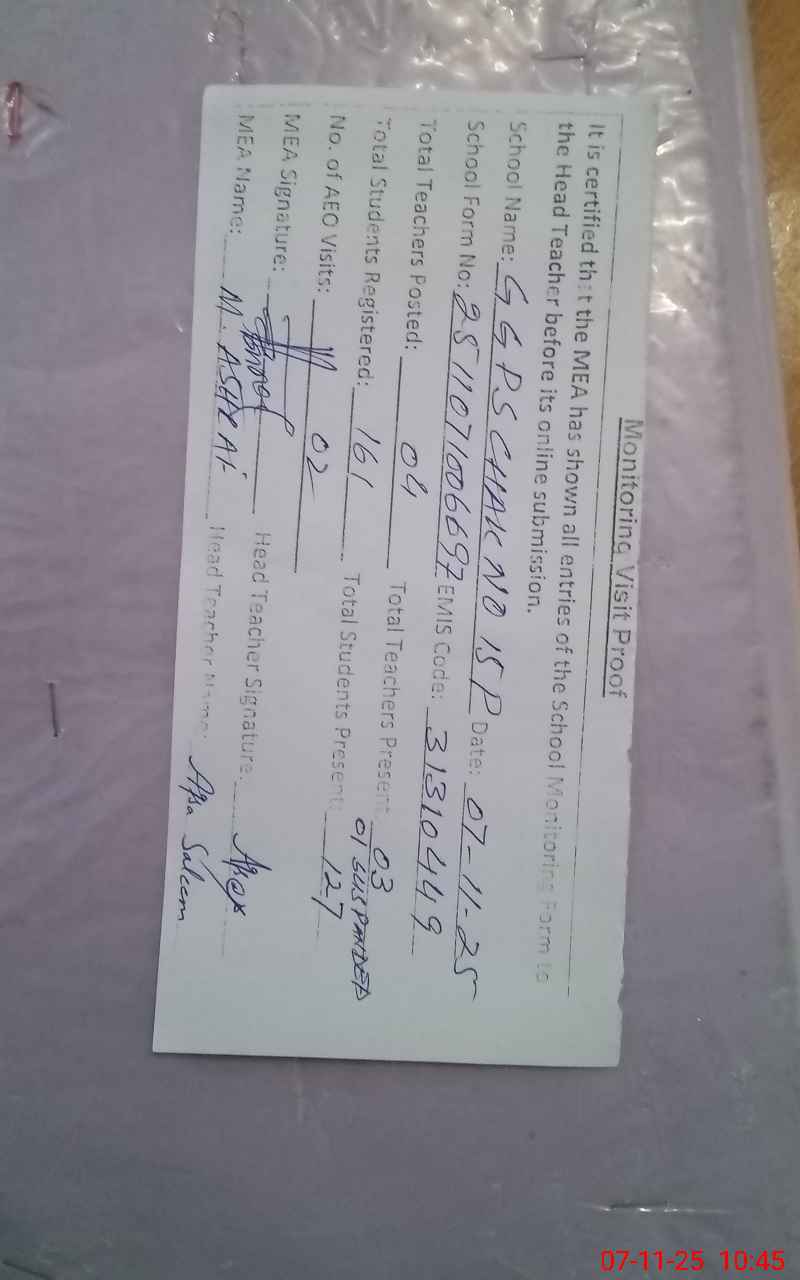 Monitoring Visit Proof
It is certified that the MEA has shown all entries of the School Monitoring Form to
the Head Teacher before its online submission.
School Name: GGPS CHAK NO 15 P Date: 07-11-25
School Form No: 2511071006697 EMIS Code: 31310449
Total Teachers Posted: 04 Total Teachers Present: 03
01 SUSPANDED
Total Students Registered: 161 Total Students Present: 127
No. of AEO Visits: 02
MEA Signature: Head Teacher Signature:
MEA Name: M. ASHRAF Head Teacher Name: Aqsa Saleem
07-11-25 10:45